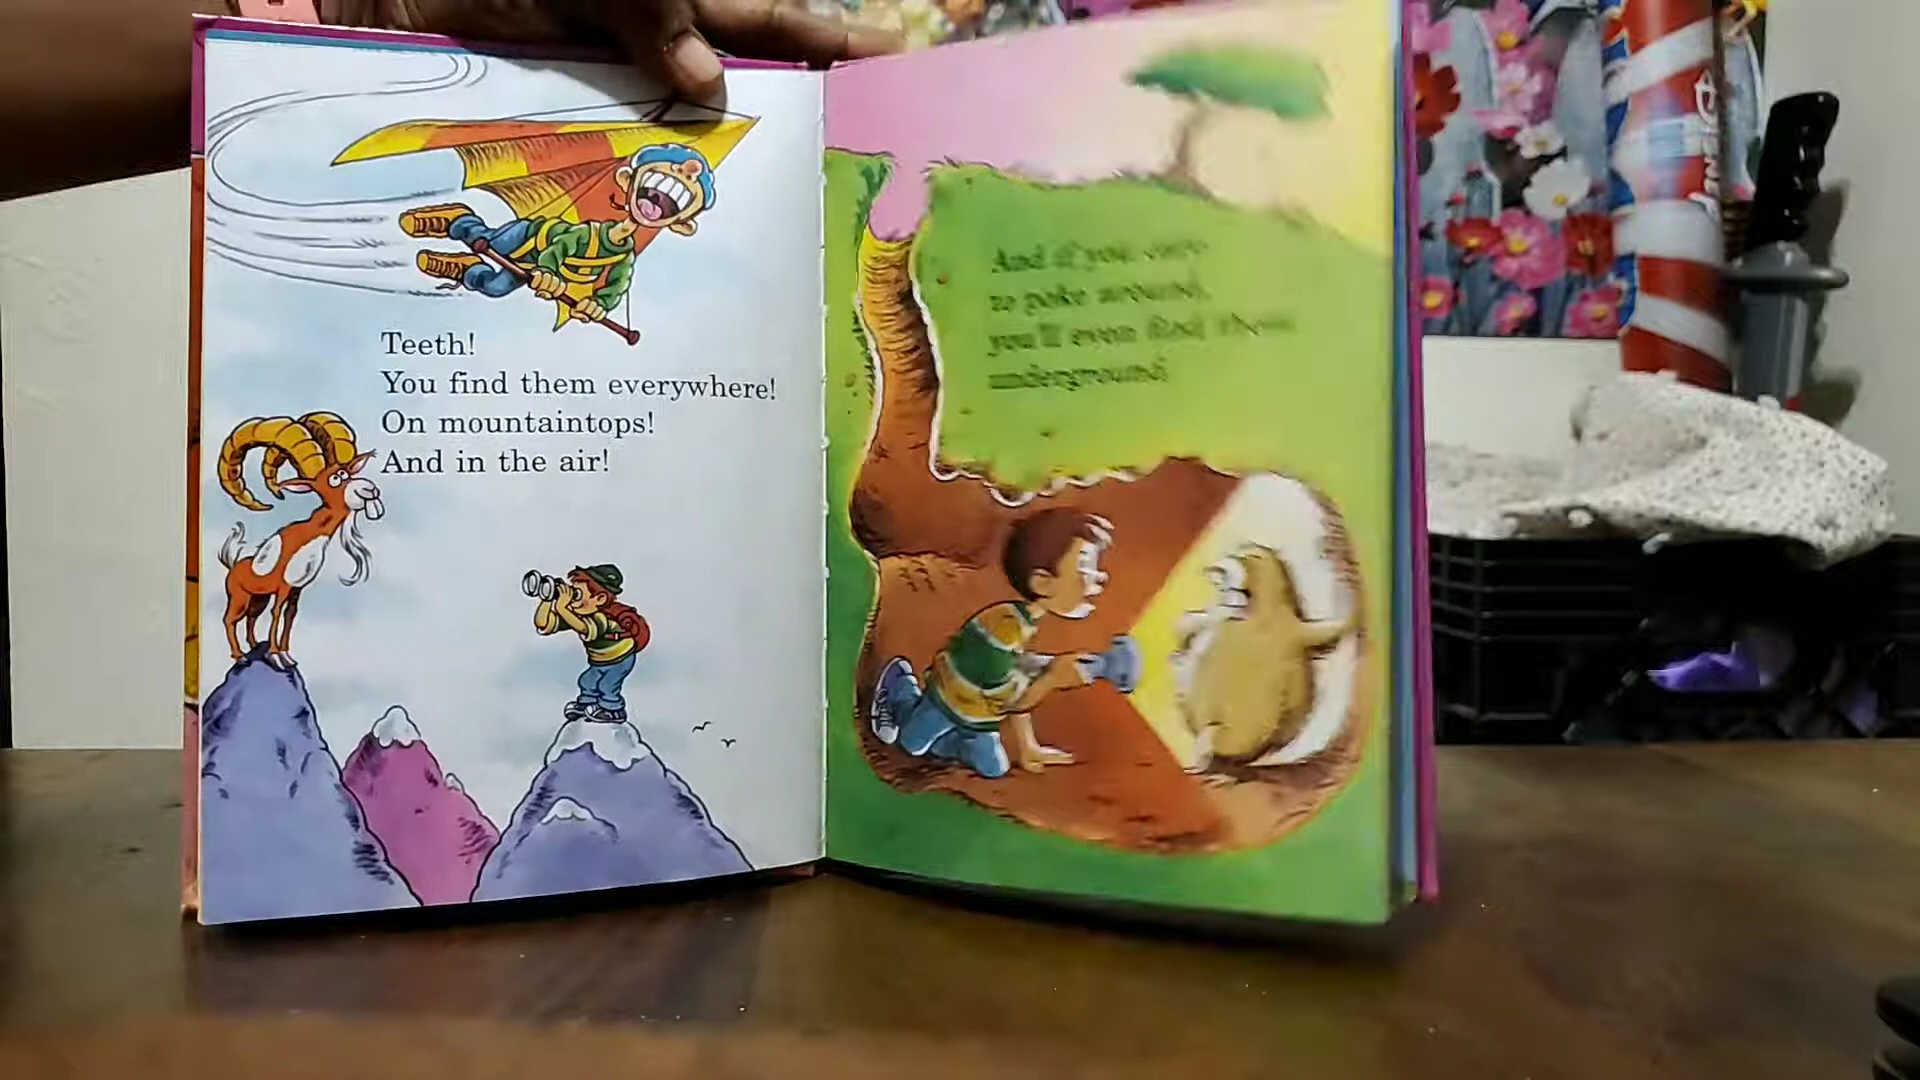 Teeth!
You find them everywhere!
On mountaintops!
And in the air!
And if you care
to poke around,
you'll even find them
underground!
Disney